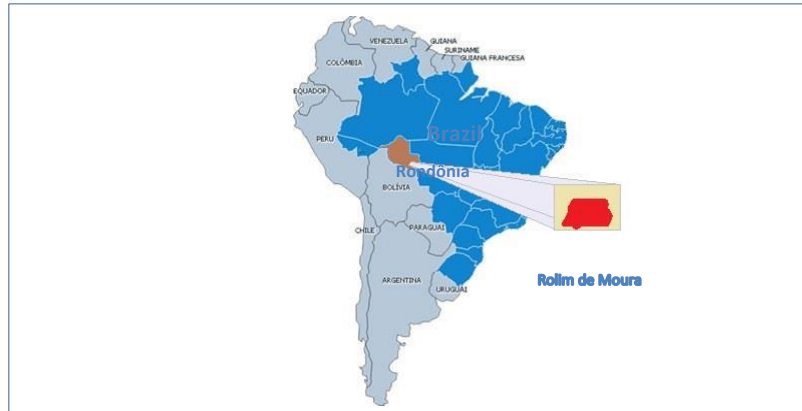 VENEZUELA
GUIANA
SURINAME
GUIANA FRANCESA
COLÔMBIA
EQUADOR
Brazil
PERU
Rondônia
BOLÍVIA
CHILE
PARAGUAI
ARGENTINA
Rolim de Moura
URUGUAI